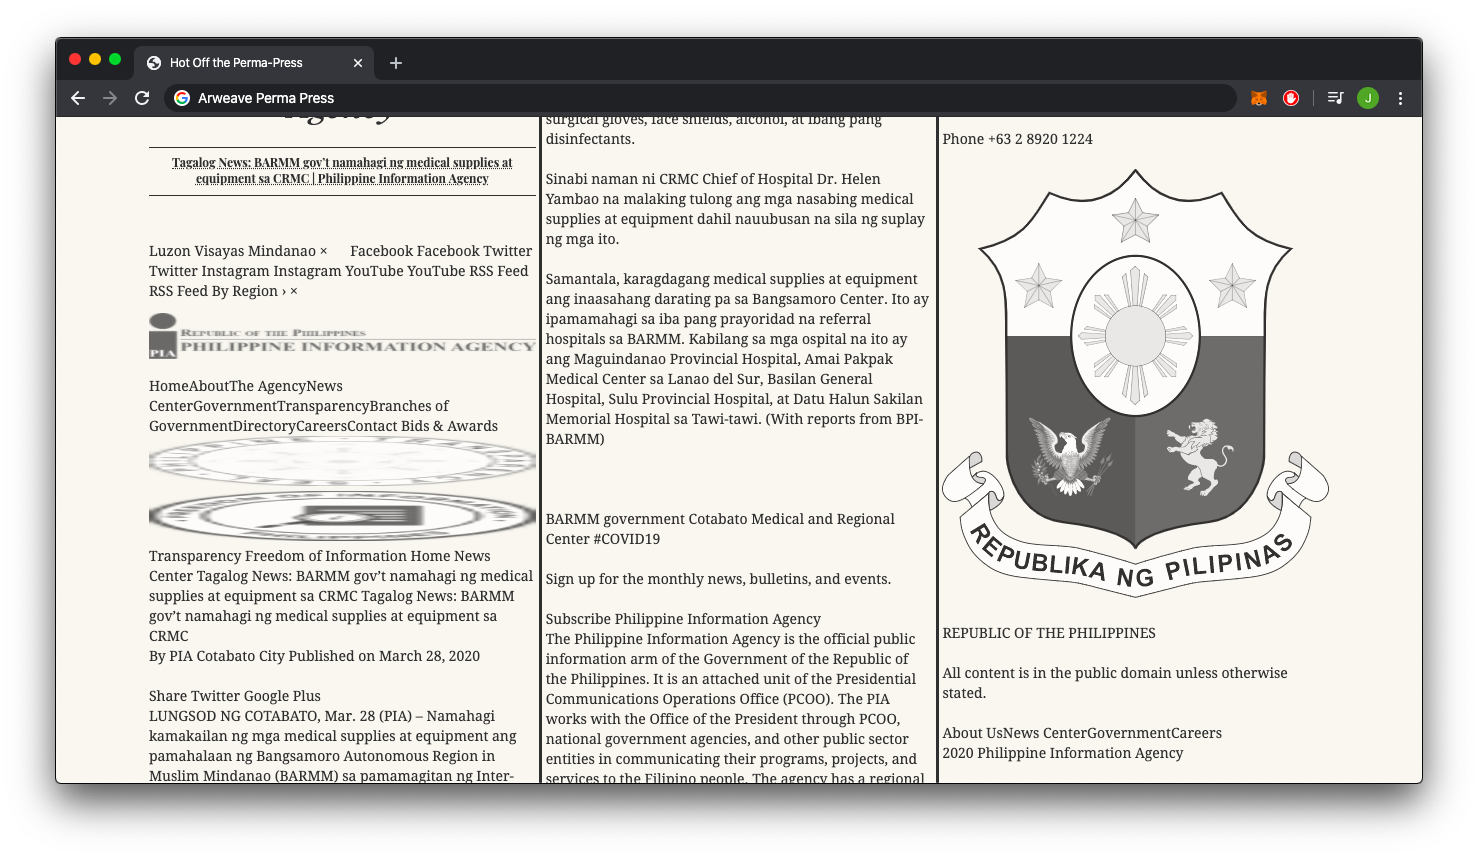 Hot Off the Perma-Press
Arweave Perma Press
J
Agency
Tagalog News: BARMM gov't namahagi ng medical supplies at
equipment sa CRMC | Philippine Information Agency
Luzon Visayas Mindanao × Facebook Facebook Twitter
Twitter Instagram Instagram YouTube YouTube RSS Feed
RSS Feed By Region › ×
REPUBLIC OF THE PHILIPPINES
PIA PHILIPPINE INFORMATION AGENCY
HomeAboutThe AgencyNews
CenterGovernmentTransparencyBranches of
GovernmentDirectoryCareersContact Bids & Awards
Transparency Freedom of Information Home News
Center Tagalog News: BARMM gov't namahagi ng medical
supplies at equipment sa CRMC Tagalog News: BARMM
gov't namahagi ng medical supplies at equipment sa
CRMC
By PIA Cotabato City Published on March 28, 2020
Share Twitter Google Plus
LUNGSOD NG COTABATO, Mar. 28 (PIA) – Namahagi
kamakailan ng mga medical supplies at equipment ang
pamahalaan ng Bangsamoro Autonomous Region in
Muslim Mindanao (BARMM) sa pamamagitan ng Inter-
surgical gloves, face shields, alcohol, at ibang pang
disinfectants.
Sinabi naman ni CRMC Chief of Hospital Dr. Helen
Yambao na malaking tulong ang mga nasabing medical
supplies at equipment dahil nauubusan na sila ng suplay
ng mga ito.
Samantala, karagdagang medical supplies at equipment
ang inaasahang darating pa sa Bangsamoro Center. Ito ay
ipamamahagi sa iba pang prayoridad na referral
hospitals sa BARMM. Kabilang sa mga ospital na ito ay
ang Maguindanao Provincial Hospital, Amai Pakpak
Medical Center sa Lanao del Sur, Basilan General
Hospital, Sulu Provincial Hospital, at Datu Halun Sakilan
Memorial Hospital sa Tawi-tawi. (With reports from BPI-
BARMM)
BARMM government Cotabato Medical and Regional
Center #COVID19
Sign up for the monthly news, bulletins, and events.
Subscribe Philippine Information Agency
The Philippine Information Agency is the official public
information arm of the Government of the Republic of
the Philippines. It is an attached unit of the Presidential
Communications Operations Office (PCOO). The PIA
works with the Office of the President through PCOO,
national government agencies, and other public sector
entities in communicating their programs, projects, and
services to the Filipino people. The agency has a regional
Phone +63 2 8920 1224
REPUBLIKA NG PILIPINAS
REPUBLIC OF THE PHILIPPINES
All content is in the public domain unless otherwise
stated.
About UsNews CenterGovernmentCareers
2020 Philippine Information Agency